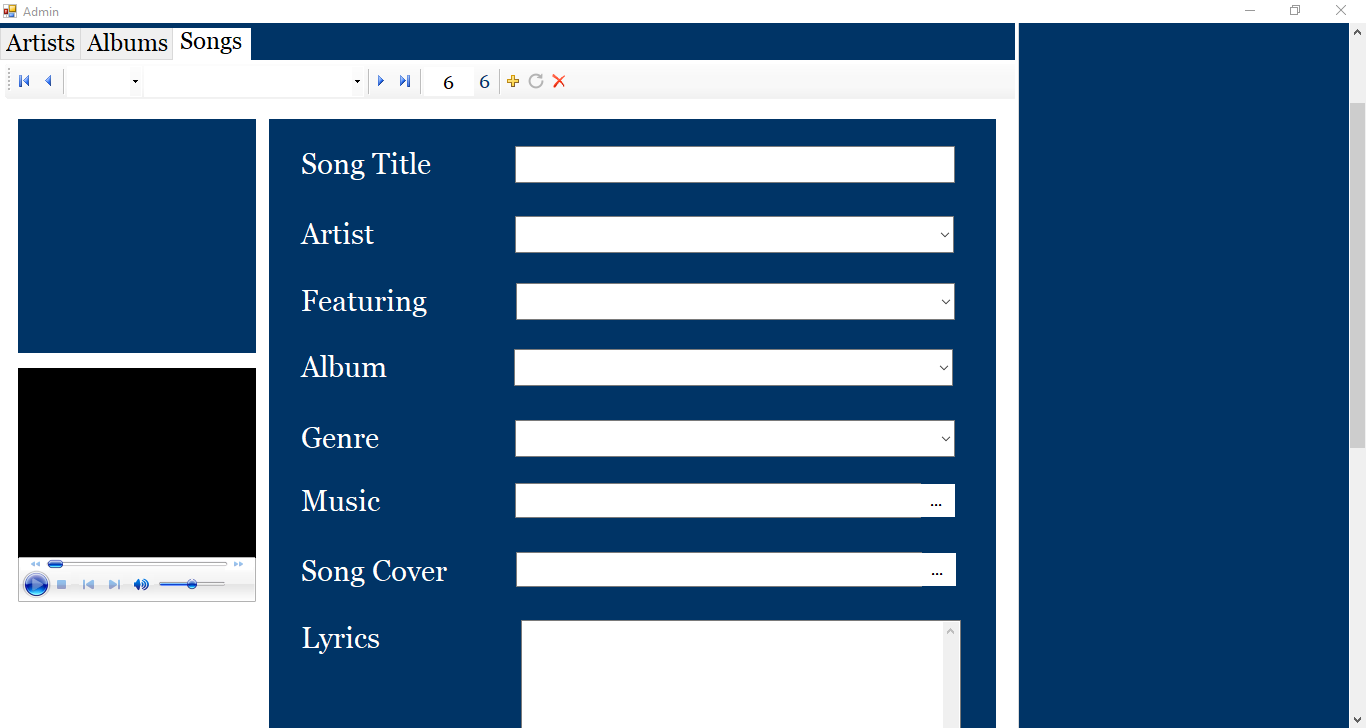 Admin
Artists Albums Songs
6 6
Song Title
Artist
Featuring
Album
Genre
Music ...
Song Cover ...
Lyrics